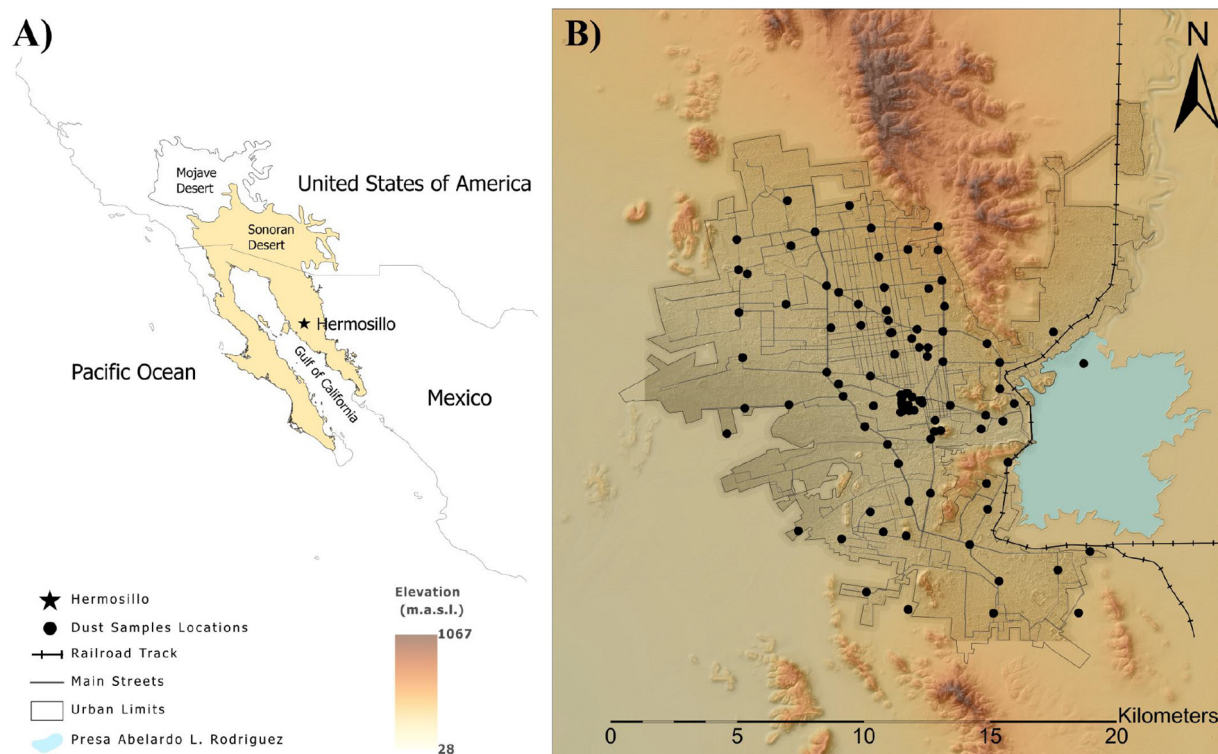 A)
Mojave
Desert
United States of America
Sonoran
Desert
Hermosillo
Gulf of California
Pacific Ocean
Mexico
Hermosillo
Dust Samples Locations
Railroad Track
Main Streets
Urban Limits
Presa Abelardo L. Rodriguez
Elevation
(m.a.s.l.)
1067
28
B)
N
Kilometers
0 5 10 15 20